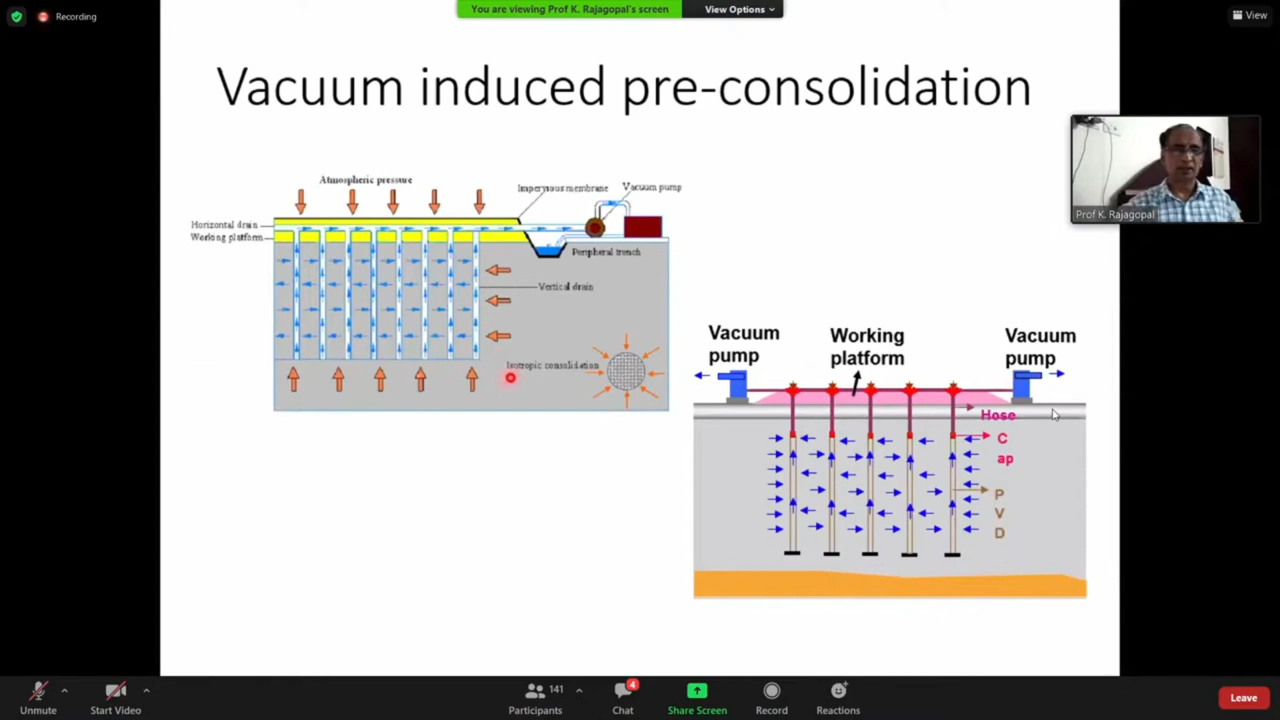 Recording
You are viewing Prof K. Rajagopal's screen
View Options
View
Vacuum induced pre-consolidation
Prof K. Rajagopal
Atmospheric pressure
Impervious membrane
Vacuum pump
Horizontal drain
Working platform
Peripheral trench
Vertical drain
Isotropic consolidation
Vacuum
pump
Working
platform
Vacuum
pump
Hose
C
ap
P
V
D
Unmute
Start Video
141
Participants
4
Chat
Share Screen
Record
Reactions
Leave